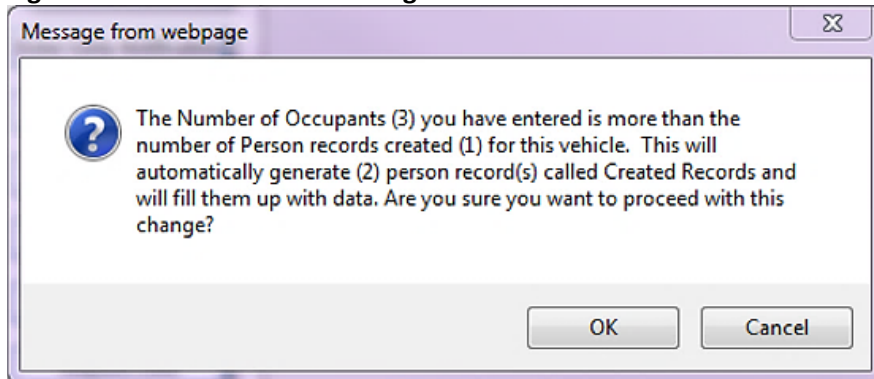 Message from webpage
The Number of Occupants (3) you have entered is more than the
number of Person records created (1) for this vehicle.  This will
automatically generate (2) person record(s) called Created Records and
will fill them up with data. Are you sure you want to proceed with this
change?
OK
Cancel